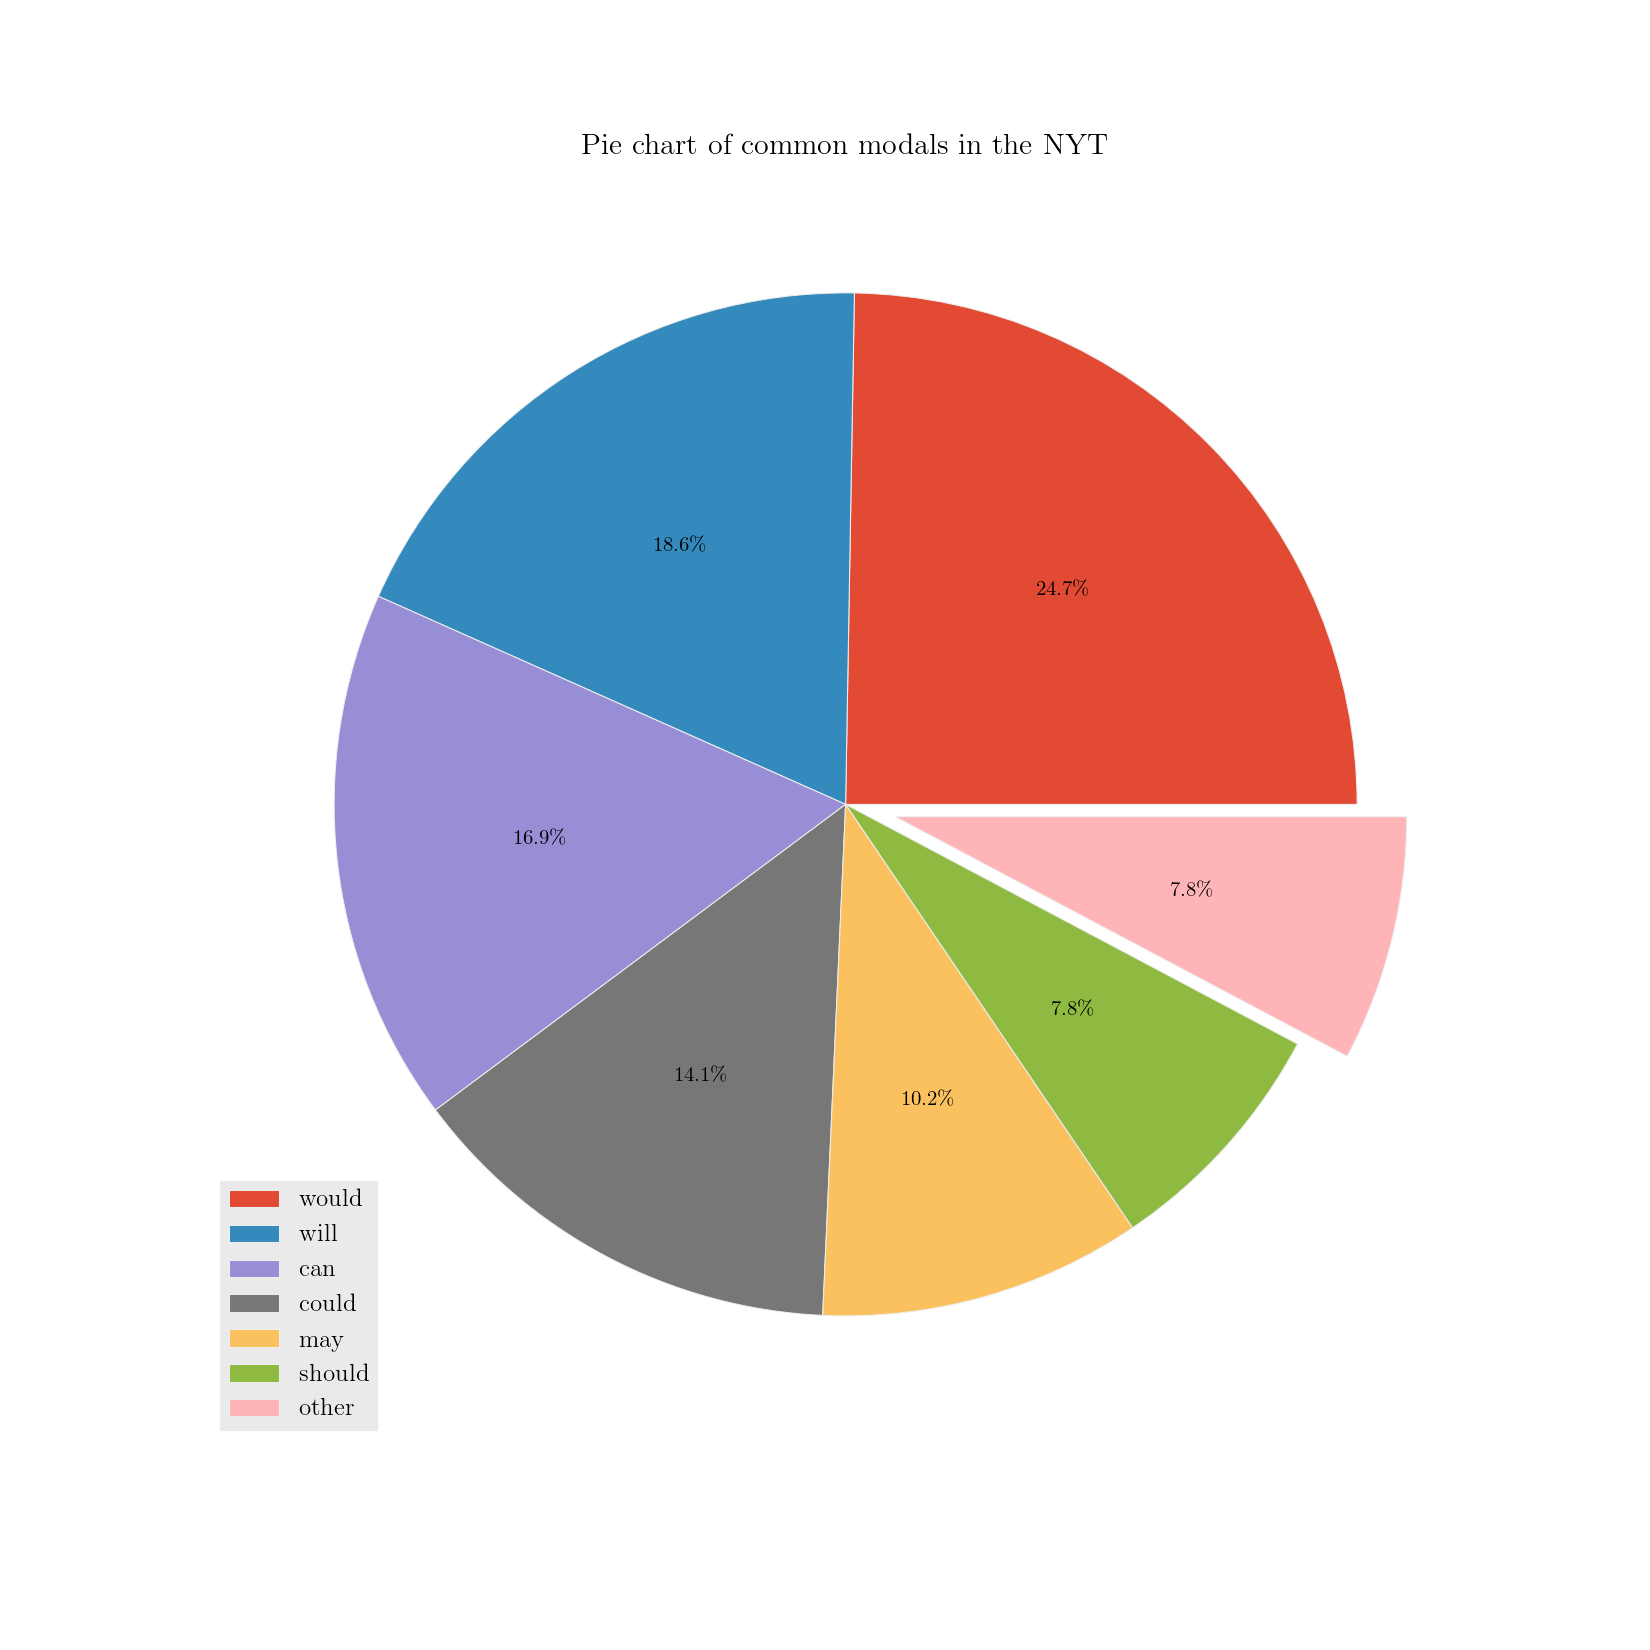 Pie chart of common modals in the NYT
18.6%
24.7%
16.9%
7.8%
7.8%
14.1%
10.2%
would
will
can
could
may
should
other